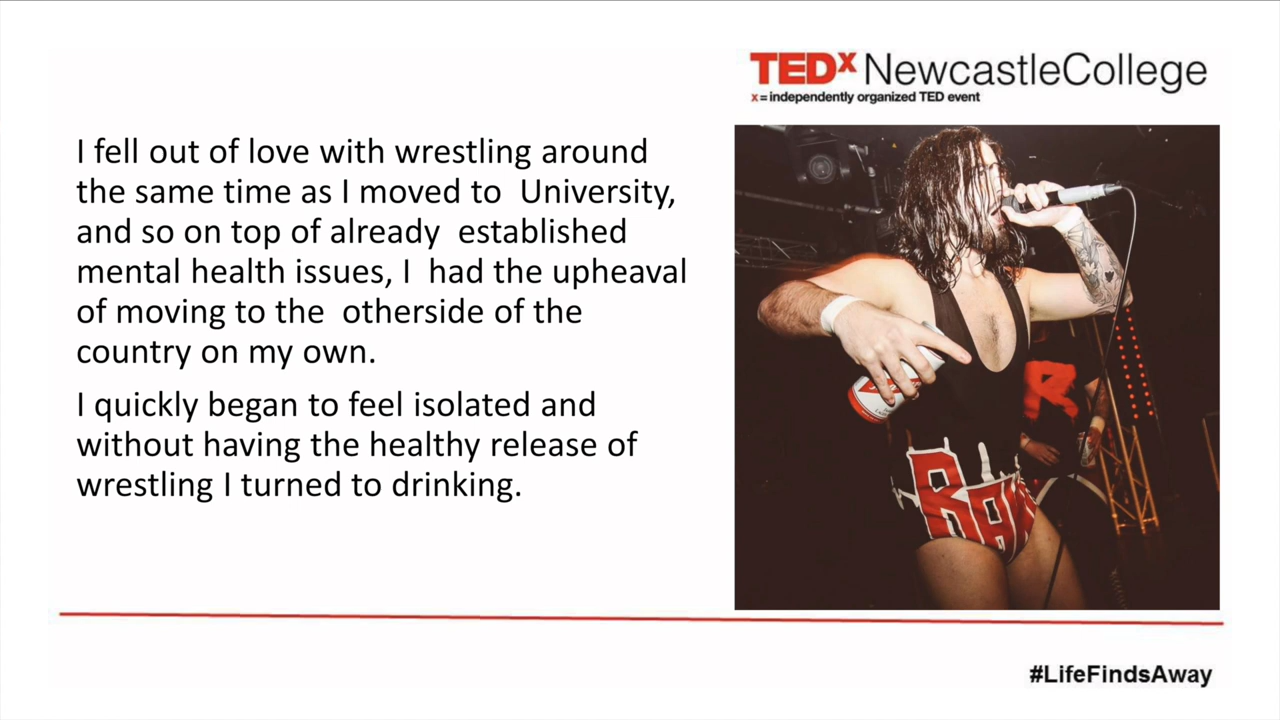 TEDx NewcastleCollege
x = independently organized TED event
I fell out of love with wrestling around
the same time as I moved to  University,
and so on top of already  established
mental health issues, I  had the upheaval
of moving to the  otherside of the
country on my own.
I quickly began to feel isolated and
without having the healthy release of
wrestling I turned to drinking.
#LifeFindsAway